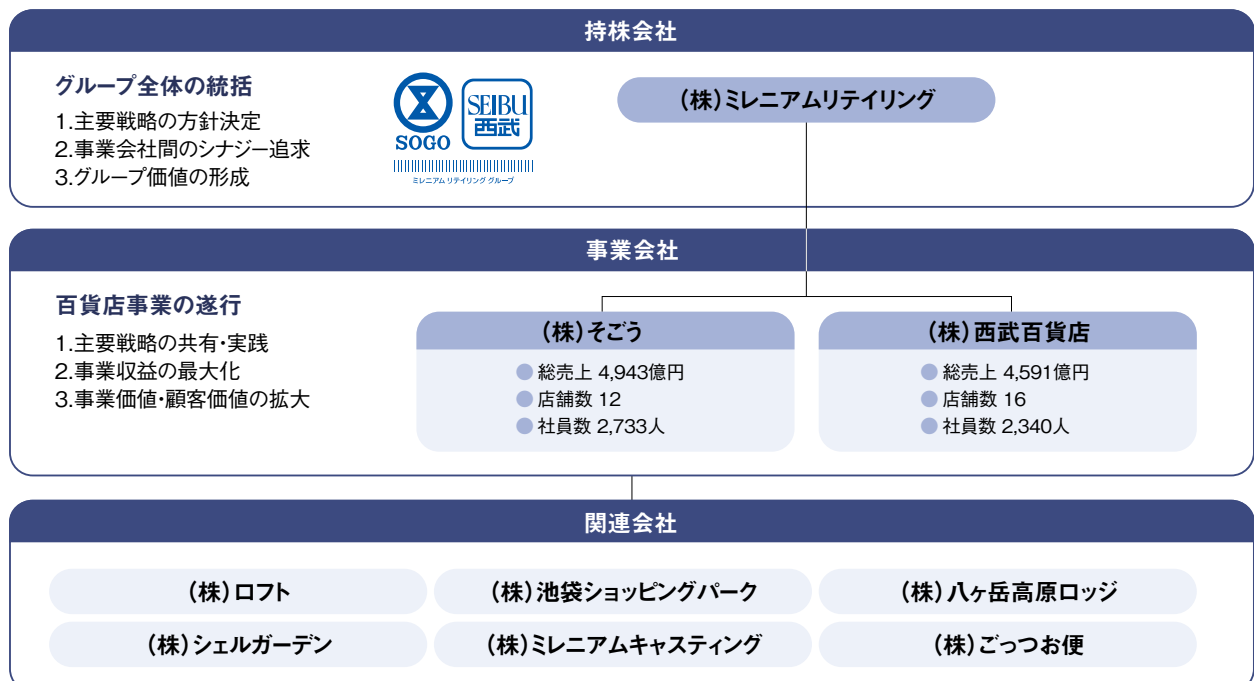 持株会社
グループ全体の統括
1.主要戦略の方針決定
2.事業会社間のシナジー追求
3.グループ価値の形成
SOGO
SEIBU
西武
ミレニアム リテイリング グループ
(株)ミレニアムリテイリング
事業会社
百貨店事業の遂行
1.主要戦略の共有・実践
2.事業収益の最大化
3.事業価値・顧客価値の拡大
(株)そごう
総売上 4,943億円
店舗数 12
社員数 2,733人
(株)西武百貨店
総売上 4,591億円
店舗数 16
社員数 2,340人
関連会社
(株)ロフト
(株)池袋ショッピングパーク
(株)八ヶ岳高原ロッジ
(株)シェルガーデン
(株)ミレニアムキャスティング
(株)ごっつお便